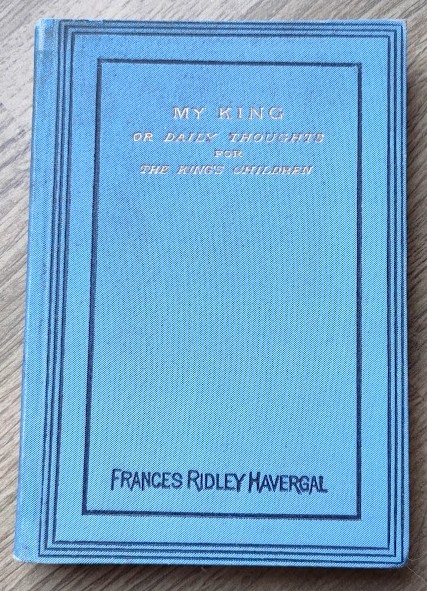 MY KING
OR DAILY THOUGHTS
FOR
THE KING'S CHILDREN
FRANCES RIDLEY HAVERGAL